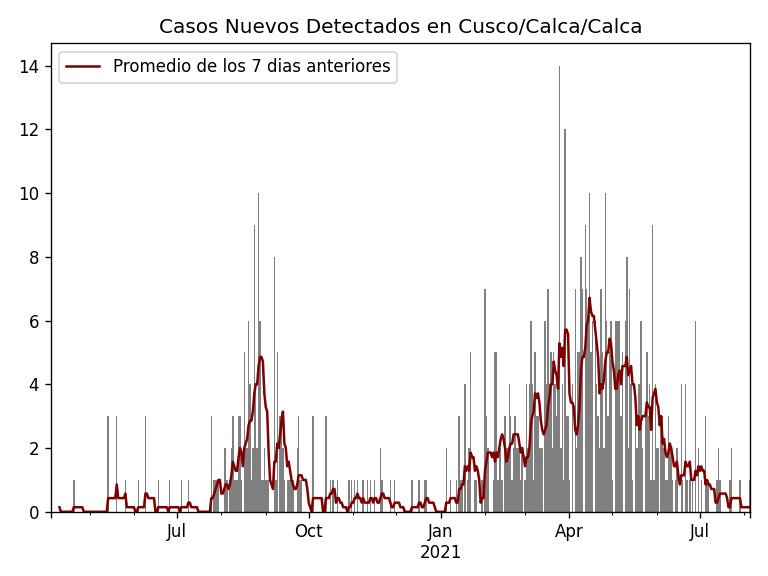 Casos Nuevos Detectados en Cusco/Calca/Calca
Promedio de los 7 dias anteriores
14
12
10
8
6
4
2
0
Jul
Oct
Jan
2021
Apr
Jul